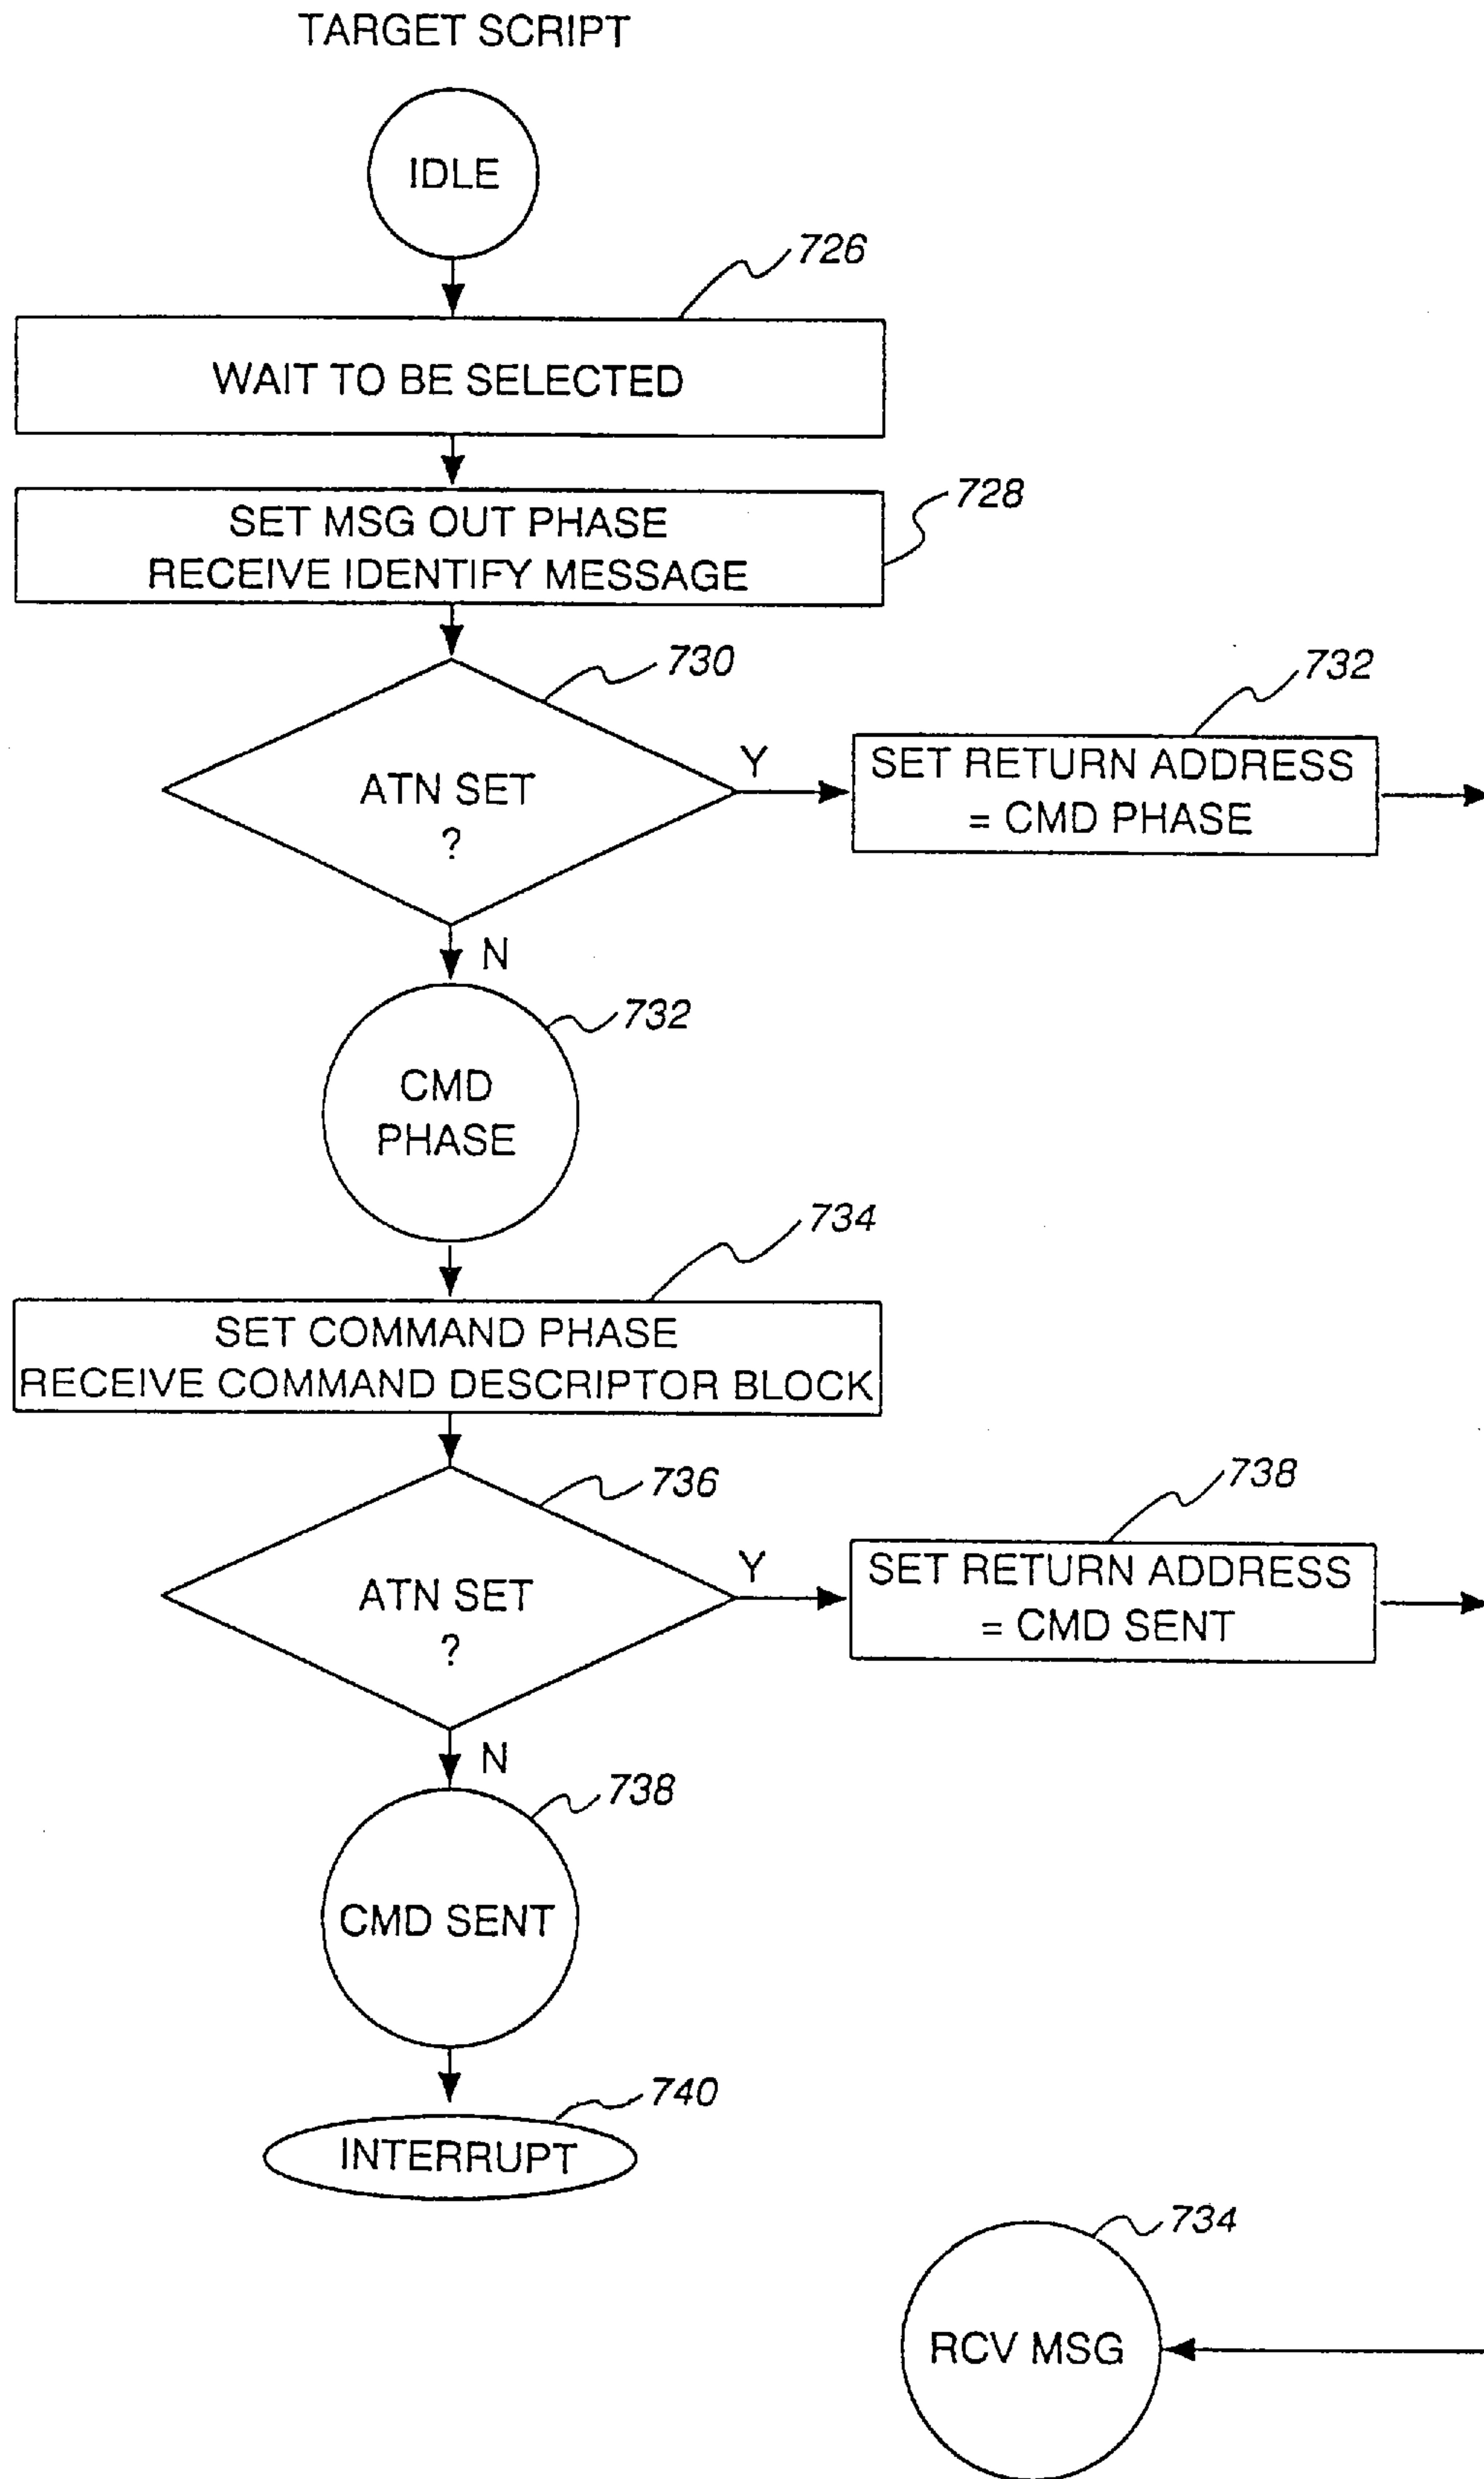 TARGET SCRIPT
IDLE
726
WAIT TO BE SELECTED
728
SET MSG OUT PHASE
RECEIVE IDENTIFY MESSAGE
730
732
ATN SET
?
Y
SET RETURN ADDRESS
= CMD PHASE
N
732
CMD
PHASE
734
SET COMMAND PHASE
RECEIVE COMMAND DESCRIPTOR BLOCK
736
738
ATN SET
?
Y
SET RETURN ADDRESS
= CMD SENT
N
738
CMD SENT
740
INTERRUPT
734
RCV MSG